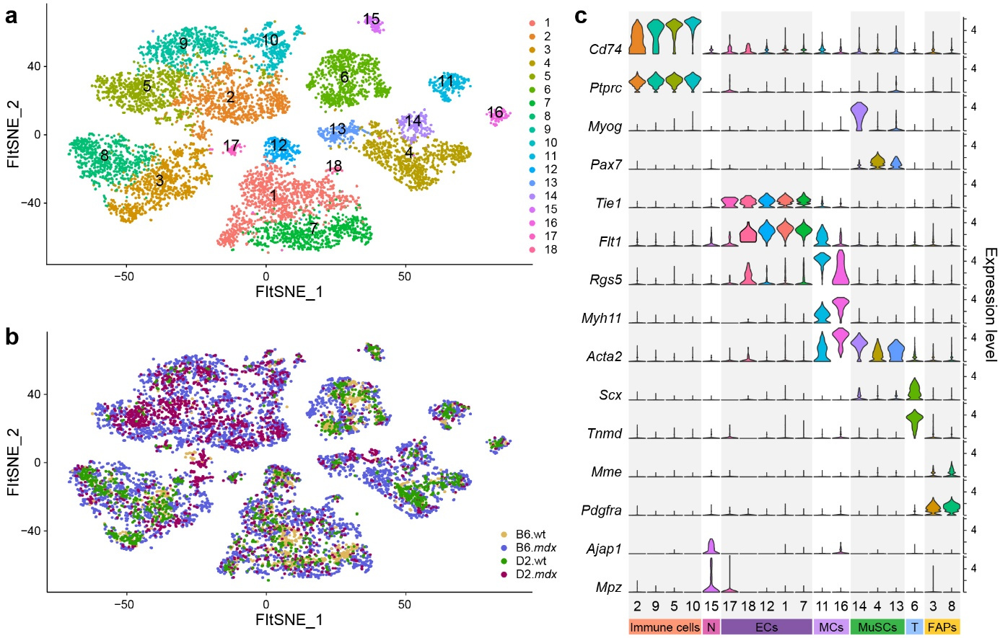 a
15
9
10
5
2
6
11
16
14
13
17
12
8
4
18
3
1
7
40
0
−40
−50
0
50
FItSNE_1
FItSNE_2
1
2
3
4
5
6
7
8
9
10
11
12
13
14
15
16
17
18
b
40
0
−40
−50
0
50
FItSNE_1
FItSNE_2
B6.wt
B6.mdx
D2.wt
D2.mdx
c
Cd74 4
Ptprc 4
Myog 4
Pax7 4
Tie1 4
Flt1 4
Rgs5 4
Myh11 4
Acta2 4
Scx 4
Tnmd 4
Mme 4
Pdgfra 4
Ajap1 4
Mpz 4
Expression level
2 9 5 10 15 17 18 12 1 7 11 16 14 4 13 6 3 8
Immune cells N ECs MCs MuSCs T FAPs